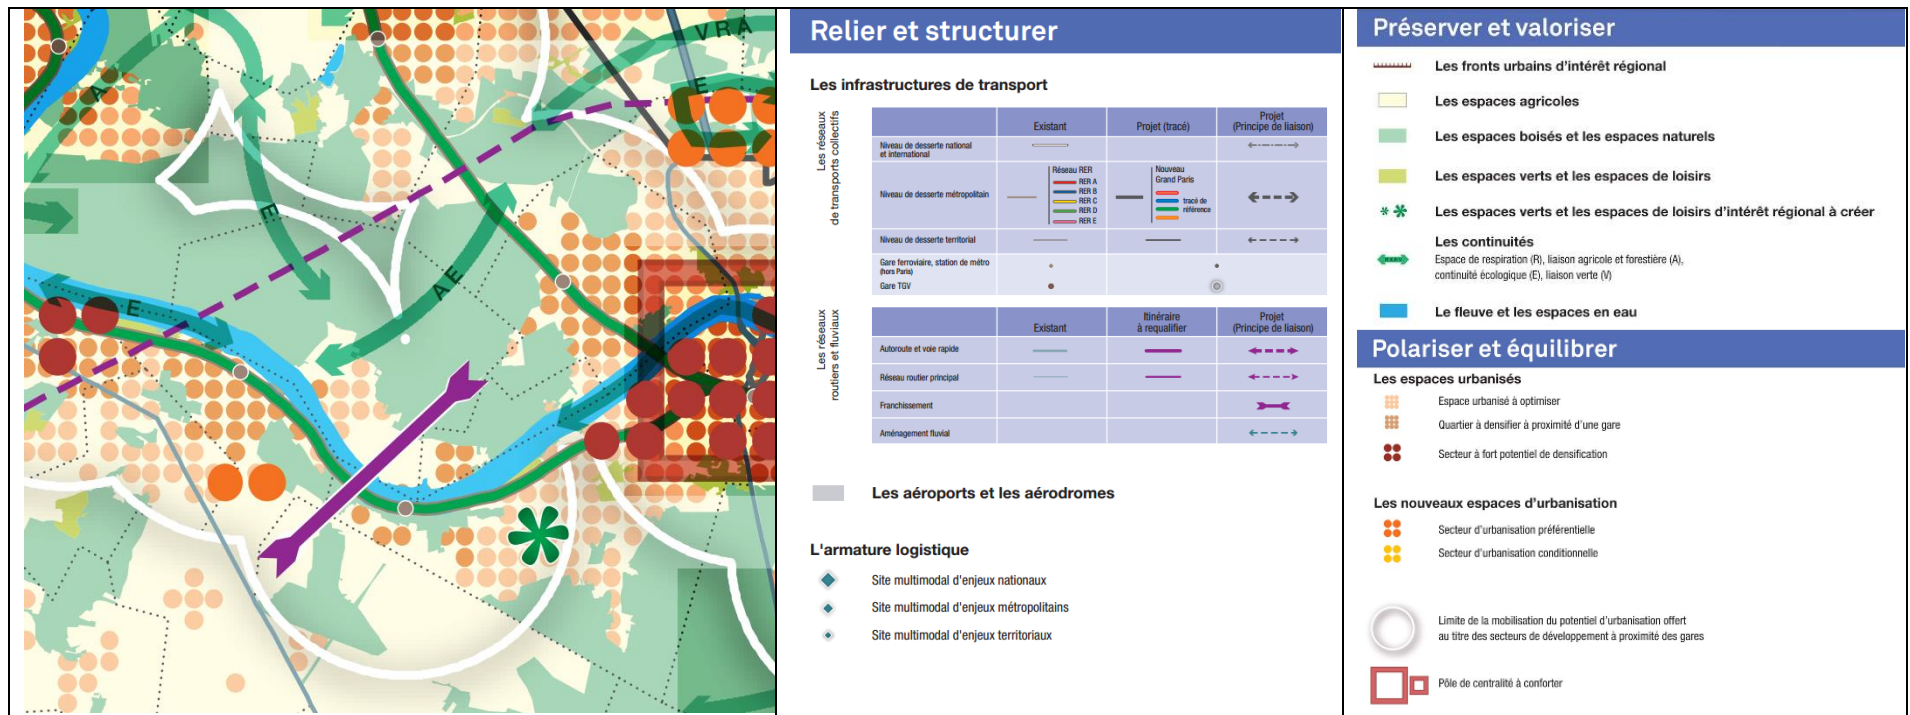 VRA
E
A
E
AE
E
Relier et structurer
Les infrastructures de transport
Les réseaux
de transports collectifs
Existant
Projet (tracé)
Projet
(Principe de liaison)
Niveau de desserte national
et international
Niveau de desserte métropolitain
Réseau RER
RER A
RER B
RER C
RER D
RER E
Nouveau
Grand Paris
tracé de
référence
Niveau de desserte territorial
Gare ferroviaire, station de métro
(hors Paris)
Gare TGV
Les réseaux
routiers et fluviaux
Existant
Itinéraire
à requalifier
Projet
(Principe de liaison)
Autoroute et voie rapide
Réseau routier principal
Franchissement
Aménagement fluvial
Les aéroports et les aérodromes
L'armature logistique
Site multimodal d'enjeux nationaux
Site multimodal d'enjeux métropolitains
Site multimodal d'enjeux territoriaux
Préserver et valoriser
Les fronts urbains d'intérêt régional
Les espaces agricoles
Les espaces boisés et les espaces naturels
Les espaces verts et les espaces de loisirs
Les espaces verts et les espaces de loisirs d'intérêt régional à créer
Les continuités
Espace de respiration (R), liaison agricole et forestière (A),
continuité écologique (E), liaison verte (V)
Le fleuve et les espaces en eau
Polariser et équilibrer
Les espaces urbanisés
Espace urbanisé à optimiser
Quartier à densifier à proximité d'une gare
Secteur à fort potentiel de densification
Les nouveaux espaces d'urbanisation
Secteur d'urbanisation préférentielle
Secteur d'urbanisation conditionnelle
Limite de la mobilisation du potentiel d'urbanisation offert
au titre des secteurs de développement à proximité des gares
Pôle de centralité à conforter